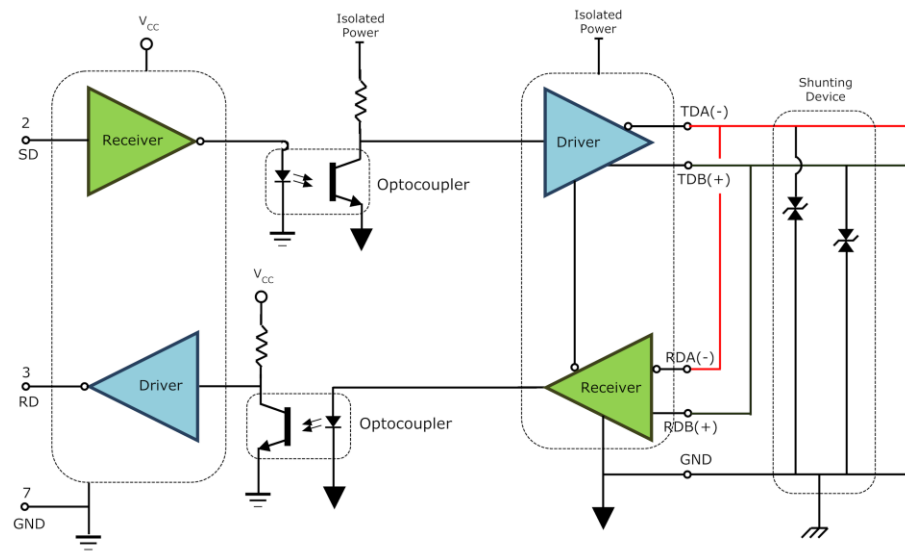 V_CC
Isolated
Power
Isolated
Power
2
SD
Receiver
Optocoupler
Driver
TDA(-)
TDB(+)
Shunting
Device
V_CC
3
RD
Driver
Optocoupler
Receiver
RDA(-)
RDB(+)
GND
7
GND